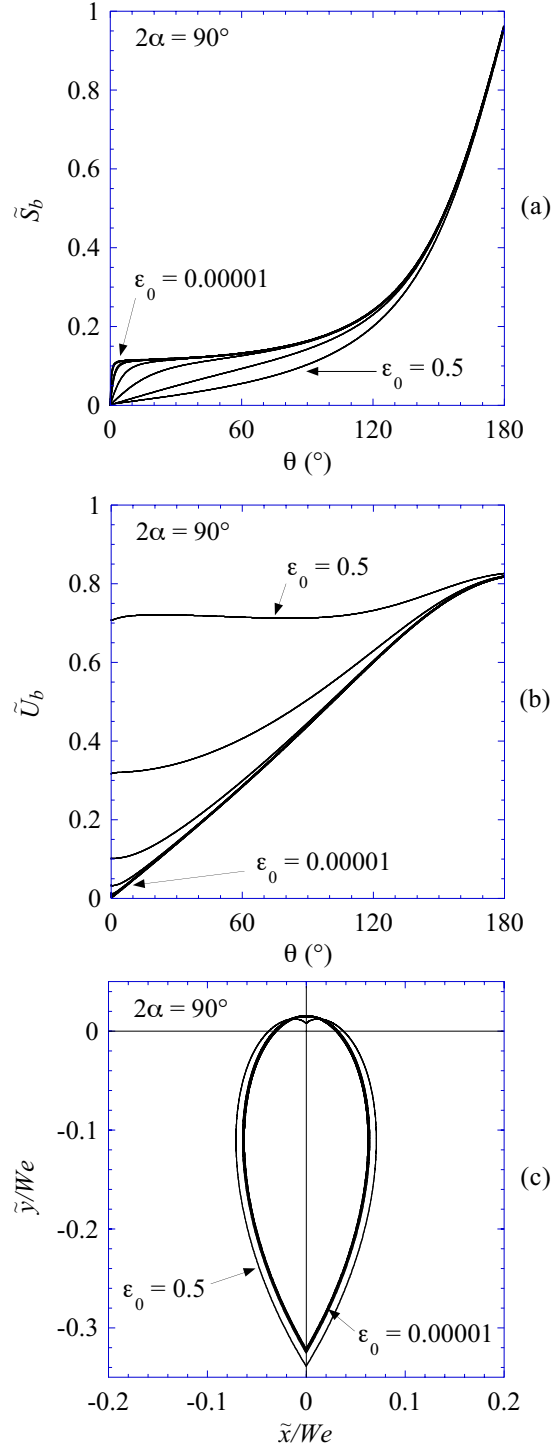 1
2α = 90°
0.8
0.6
S̃_b
(a)
0.4
ε₀ = 0.00001
0.2
ε₀ = 0.5
0
0 60 120 180
θ (°)
1
2α = 90°
ε₀ = 0.5
0.8
0.6
Ũ_b
(b)
0.4
0.2
ε₀ = 0.00001
0
0 60 120 180
θ (°)
2α = 90°
0
-0.1
ỹ/We
(c)
-0.2
ε₀ = 0.5
-0.3
ε₀ = 0.00001
-0.2 -0.1 0 0.1 0.2
x̃/We